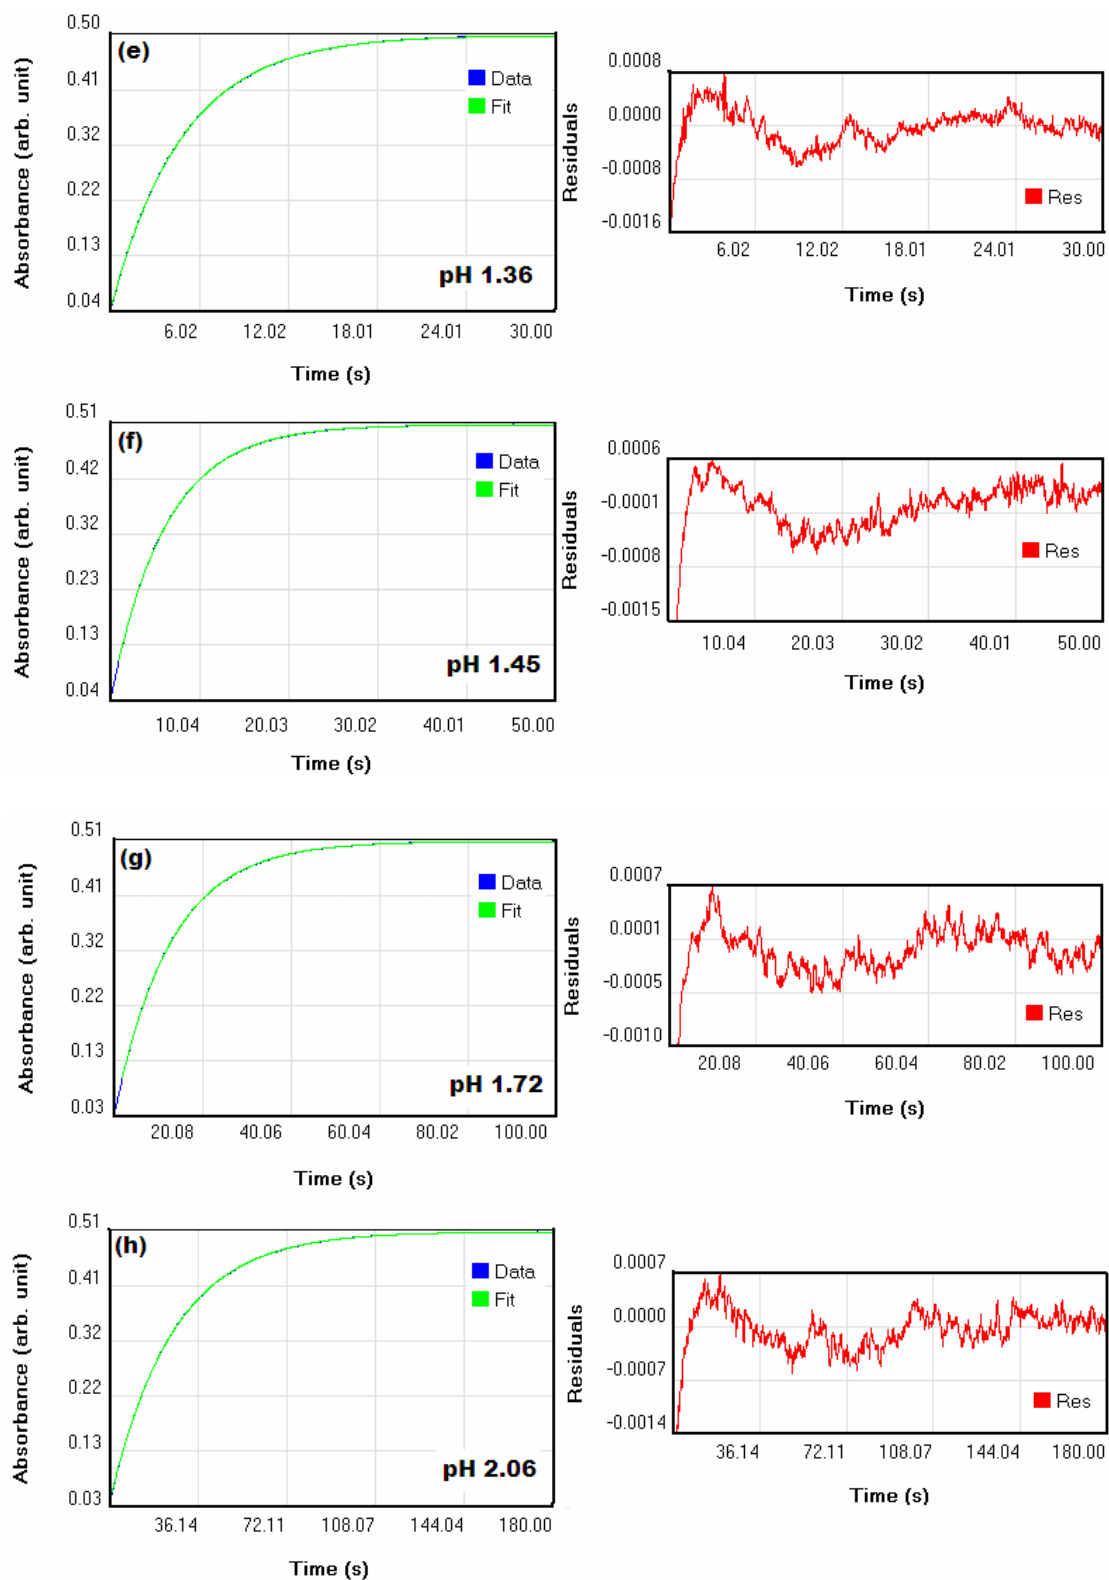 0.50
(e)
0.41
0.32
0.22
0.13
0.04
Absorbance (arb. unit)
Data
Fit
pH 1.36
6.02 12.02 18.01 24.01 30.00
Time (s)
0.0008
0.0000
-0.0008
-0.0016
Residuals
Res
6.02 12.02 18.01 24.01 30.00
Time (s)
0.51
(f)
0.42
0.32
0.23
0.13
0.04
Absorbance (arb. unit)
Data
Fit
pH 1.45
10.04 20.03 30.02 40.01 50.00
Time (s)
0.0006
-0.0001
-0.0008
-0.0015
Residuals
Res
10.04 20.03 30.02 40.01 50.00
Time (s)
0.51
(g)
0.41
0.32
0.22
0.13
0.03
Absorbance (arb. unit)
Data
Fit
pH 1.72
20.08 40.06 60.04 80.02 100.00
Time (s)
0.0007
0.0001
-0.0005
-0.0010
Residuals
Res
20.08 40.06 60.04 80.02 100.00
Time (s)
0.51
(h)
0.41
0.32
0.22
0.13
0.03
Absorbance (arb. unit)
Data
Fit
pH 2.06
36.14 72.11 108.07 144.04 180.00
Time (s)
0.0007
0.0000
-0.0007
-0.0014
Residuals
Res
36.14 72.11 108.07 144.04 180.00
Time (s)